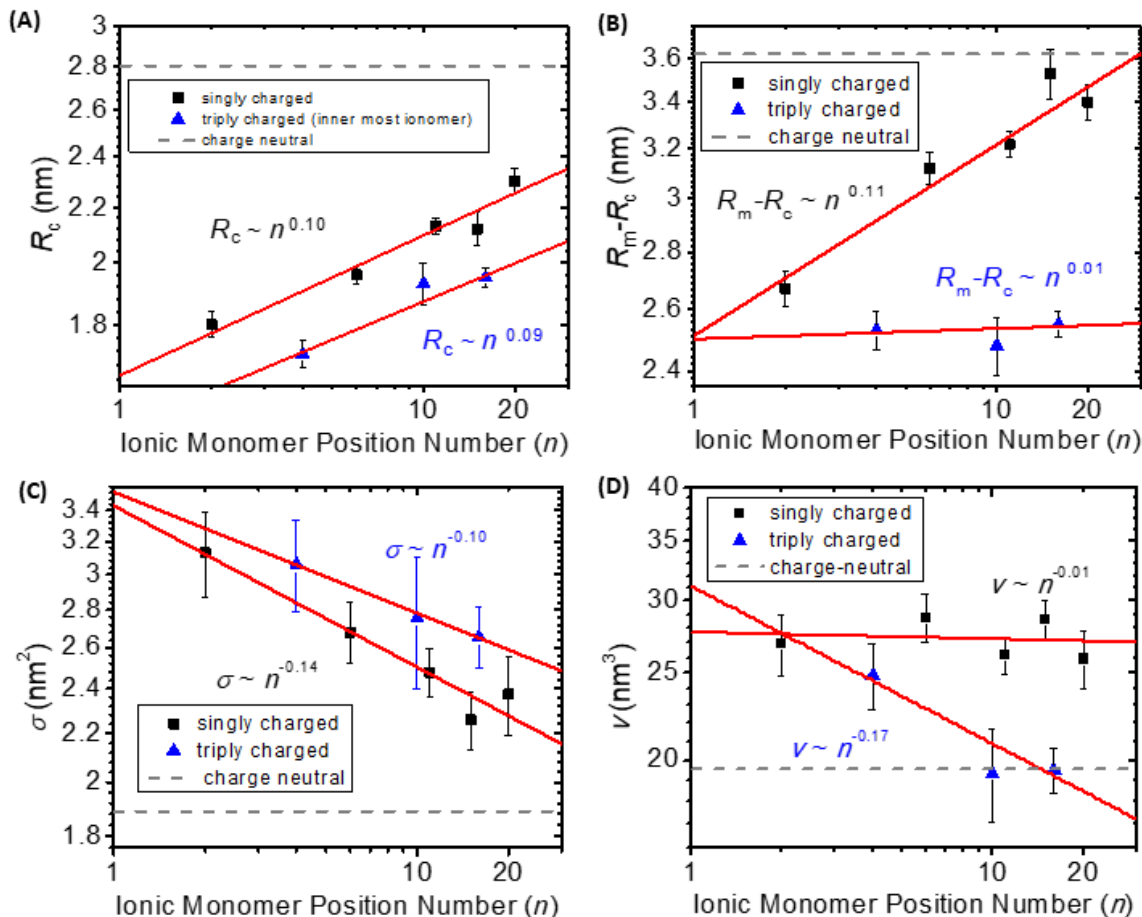 (A)
3
2.8
2.6
2.4
2.2
2
1.8
R_c (nm)
singly charged
triply charged (inner most ionomer)
charge neutral
R_c ~ n^0.10
R_c ~ n^0.09
1
10
20
Ionic Monomer Position Number (n)
(B)
3.6
3.4
3.2
3
2.8
2.6
2.4
R_m-R_c (nm)
singly charged
triply charged
charge neutral
R_m-R_c ~ n^0.11
R_m-R_c ~ n^0.01
1
10
20
Ionic Monomer Position Number (n)
(C)
3.4
3.2
3
2.8
2.6
2.4
2.2
2
1.8
σ (nm^2)
σ ~ n^-0.10
σ ~ n^-0.14
singly charged
triply charged
charge neutral
1
10
20
Ionic Monomer Position Number (n)
(D)
40
35
30
25
20
v (nm^3)
singly charged
triply charged
charge-neutral
v ~ n^-0.01
v ~ n^-0.17
1
10
20
Ionic Monomer Position Number (n)